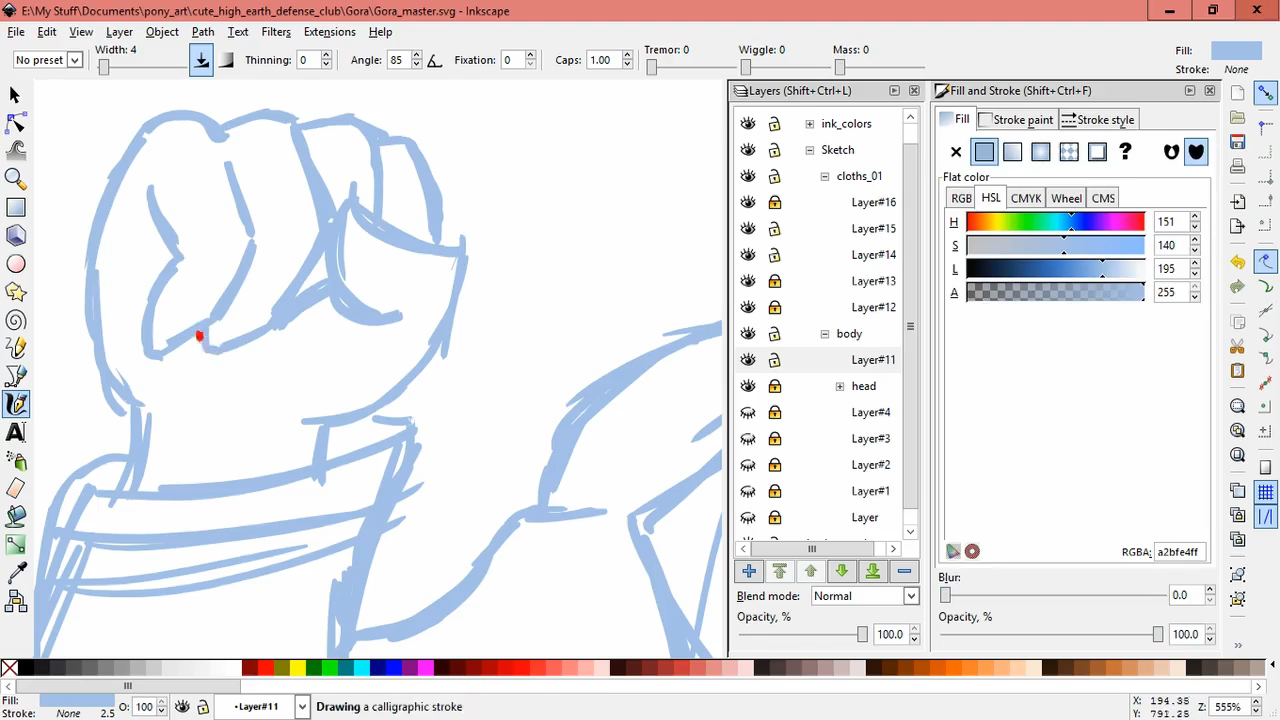 E:\My Stuff\Documents\pony_art\cute_high_earth_defense_club\Gora\Gora_master.svg - Inkscape
File Edit View Layer Object Path Text Filters Extensions Help
No preset Width: 4 Thinning: 0 Angle: 85 Fixation: 0 Caps: 1.00 Tremor: 0 Wiggle: 0 Mass: 0 Fill: Stroke: None
Layers (Shift+Ctrl+L)
ink_colors
Sketch
cloths_01
Layer#16
Layer#15
Layer#14
Layer#13
Layer#12
body
Layer#11
head
Layer#4
Layer#3
Layer#2
Layer#1
Layer
Blend mode: Normal
Opacity, %
100.0
Fill and Stroke (Shift+Ctrl+F)
Fill Stroke paint Stroke style
?
Flat color
RGB HSL CMYK Wheel CMS
H 151
S 140
L 195
A 255
RGBA: a2bfe4ff
Blur:
0.0
Opacity, %
100.0
Fill:
Stroke: None 2.5
O: 100
•Layer#11
Drawing a calligraphic stroke
X: 194.35
Y: 791.25
Z: 555%